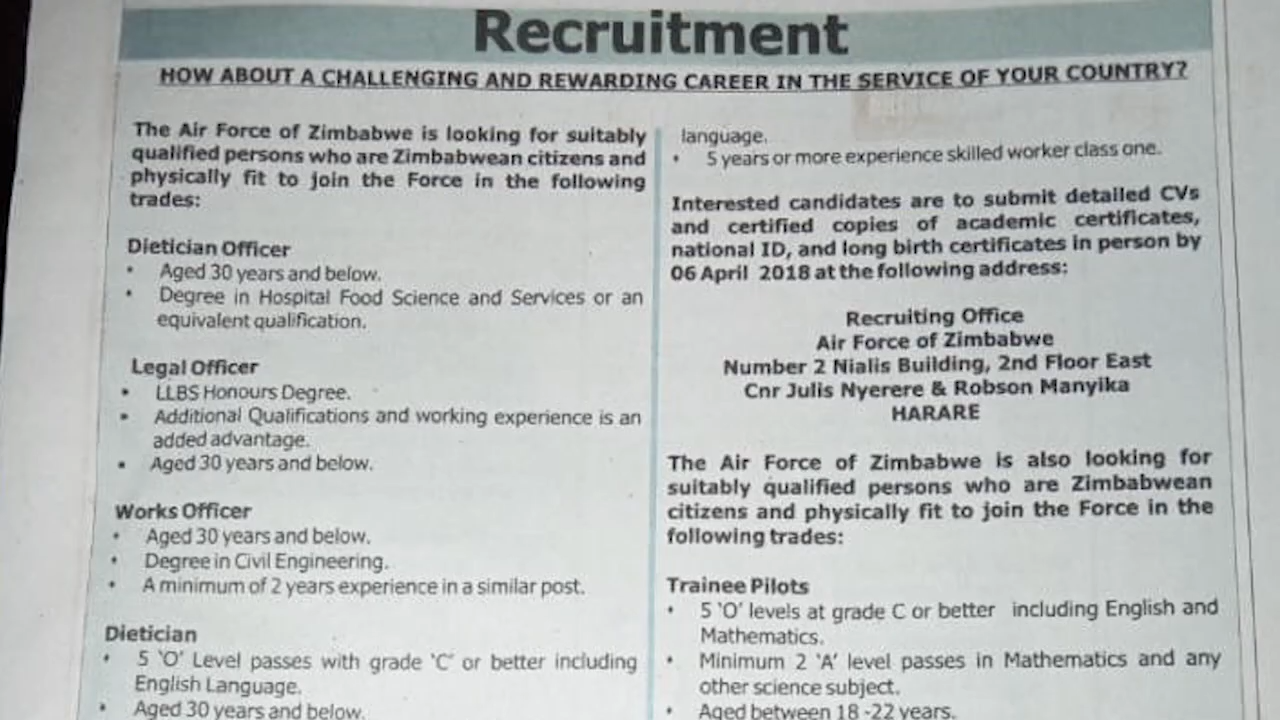 Recruitment
HOW ABOUT A CHALLENGING AND REWARDING CAREER IN THE SERVICE OF YOUR COUNTRY?
The Air Force of Zimbabwe is looking for suitably
qualified persons who are Zimbabwean citizens and
physically fit to join the Force in the following
trades:
Dietician Officer
• Aged 30 years and below.
• Degree in Hospital Food Science and Services or an
equivalent qualification.
Legal Officer
• LLBS Honours Degree.
• Additional Qualifications and working experience is an
added advantage.
• Aged 30 years and below.
Works Officer
• Aged 30 years and below.
• Degree in Civil Engineering.
• A minimum of 2 years experience in a similar post.
Dietician
• 5 'O' Level passes with grade 'C' or better including
English Language.
• Aged 30 years and below.
language.
• 5 years or more experience skilled worker class one.
Interested candidates are to submit detailed CVs
and certified copies of academic certificates,
national ID, and long birth certificates in person by
06 April 2018 at the following address:
Recruiting Office
Air Force of Zimbabwe
Number 2 Nialis Building, 2nd Floor East
Cnr Julis Nyerere & Robson Manyika
HARARE
The Air Force of Zimbabwe is also looking for
suitably qualified persons who are Zimbabwean
citizens and physically fit to join the Force in the
following trades:
Trainee Pilots
• 5 'O' levels at grade C or better including English and
Mathematics.
• Minimum 2 'A' level passes in Mathematics and any
other science subject.
• Aged between 18 -22 years.